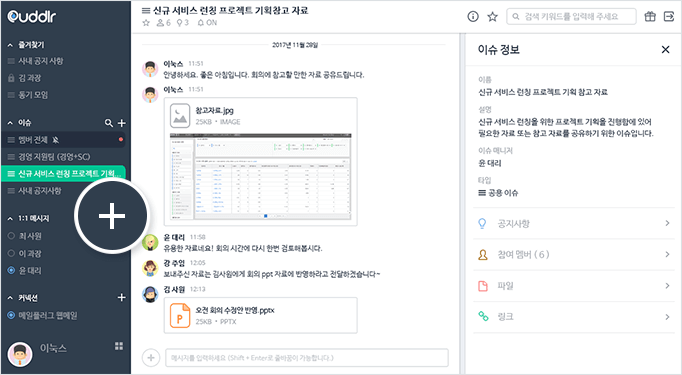 Ouddlr
즐겨찾기
사내 공지 사항
김 과장
동기 모임
이슈
멤버 전체
경영 지원팀 (경영+SC)
신규 서비스 런칭 프로젝트 기획...
사내 공지사항
1:1 메시지
최 사원
이 과장
윤 대리
커넥션
메일플러그 웹메일
이눅스
신규 서비스 런칭 프로젝트 기획참고 자료
6
3
ON
검색 키워드를 입력해 주세요
2017년 11월 28일
이눅스 11:51
안녕하세요. 좋은 아침입니다. 회의에 참고할 만한 자료 공유드립니다.
이눅스 11:51
참고자료.jpg
25KB • IMAGE
윤 대리 11:58
유용한 자료네요! 회의 시간에 다시 한번 검토해봅시다.
강 주임 12:05
보내주신 자료는 김사원에게 회의 ppt 자료에 반영하라고 전달하겠습니다~
김 사원 12:13
P
오전 회의 수정안 반영.pptx
25KB • PPTX
메시지를 입력하세요 (Shift + Enter로 줄바꿈이 가능합니다.)
이슈 정보
이름
신규 서비스 런칭 프로젝트 기획 참고 자료
설명
신규 서비스 런칭을 위한 프로젝트 기획을 진행함에 있어
필요한 자료 또는 참고 자료를 공유하기 위한 이슈입니다.
이슈 매니저
윤 대리
타입
공용 이슈
공지사항
참여 멤버 ( 6 )
파일
링크